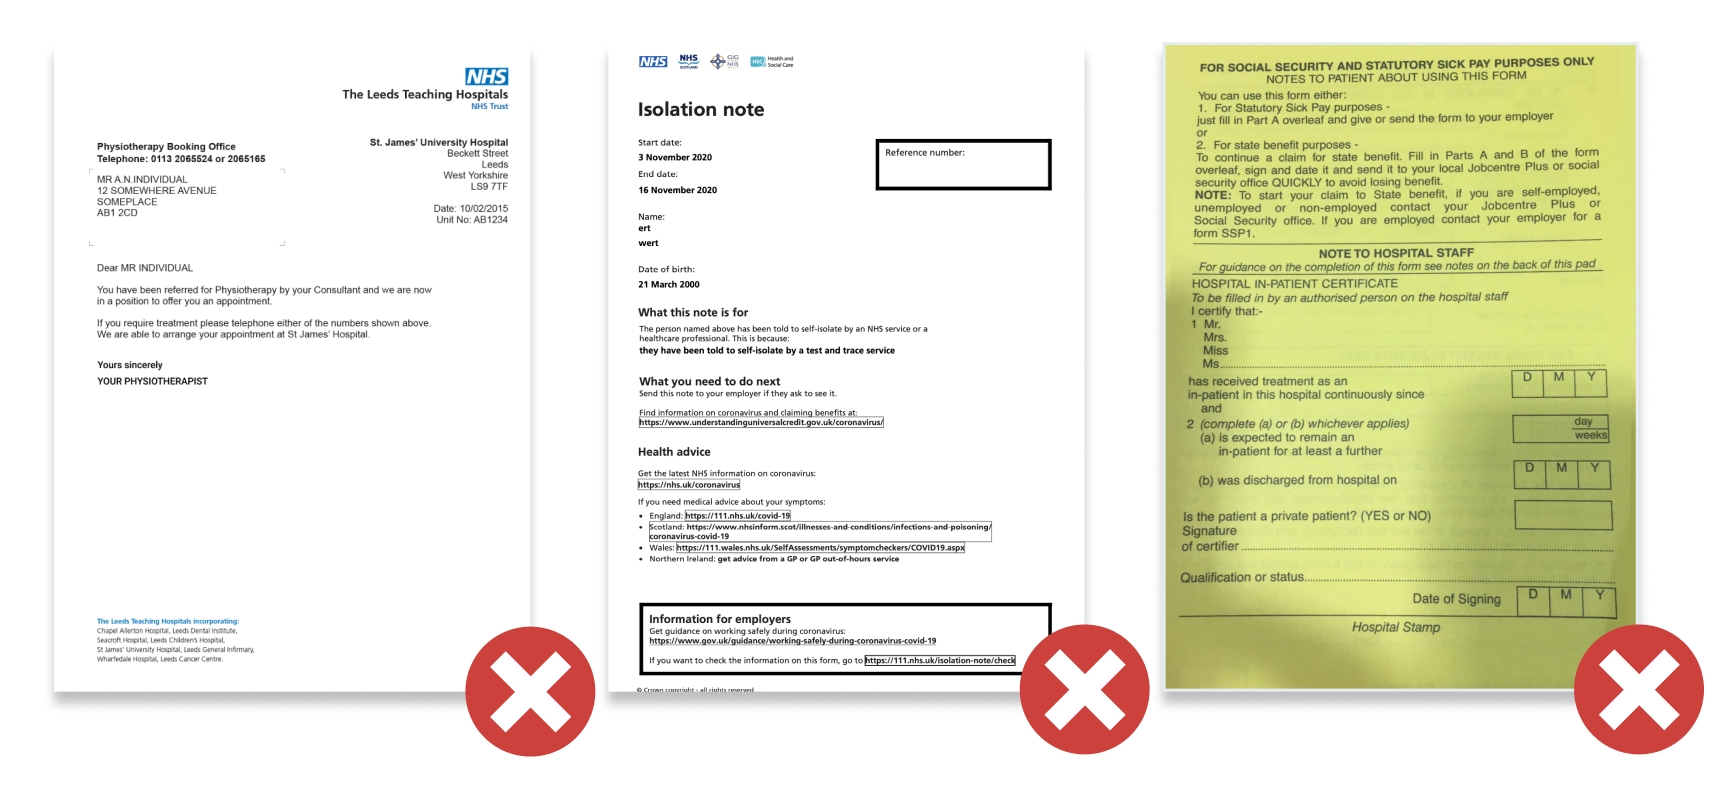 NHS
The Leeds Teaching Hospitals
NHS Trust
Physiotherapy Booking Office
Telephone: 0113 2065524 or 2065165
MR A.N.INDIVIDUAL
12 SOMEWHERE AVENUE
SOMEPLACE
AB1 2CD
St. James' University Hospital
Beckett Street
Leeds
West Yorkshire
LS9 7TF
Date: 10/02/2015
Unit No: AB1234
Dear MR INDIVIDUAL
You have been referred for Physiotherapy by your Consultant and we are now
in a position to offer you an appointment.
If you require treatment please telephone either of the numbers shown above.
We are able to arrange your appointment at St James' Hospital.
Yours sincerely
YOUR PHYSIOTHERAPIST
The Leeds Teaching Hospitals incorporating:
Chapel Allerton Hospital, Leeds Dental Institute,
Seacroft Hospital, Leeds Children's Hospital,
St James' University Hospital, Leeds General Infirmary,
Wharfedale Hospital, Leeds Cancer Centre.
NHS
NHS
SCOTLAND
GIG
NHS
HSC
Health and
Social Care
Isolation note
Start date:
3 November 2020
End date:
16 November 2020
Reference number:
Name:
ert
wert
Date of birth:
21 March 2000
What this note is for
The person named above has been told to self-isolate by an NHS service or a
healthcare professional. This is because:
they have been told to self-isolate by a test and trace service
What you need to do next
Send this note to your employer if they ask to see it.
Find information on coronavirus and claiming benefits at:
https://www.understandinguniversalcredit.gov.uk/coronavirus/
Health advice
Get the latest NHS information on coronavirus:
https://nhs.uk/coronavirus
If you need medical advice about your symptoms:
• England: https://111.nhs.uk/covid-19
• Scotland: https://www.nhsinform.scot/illnesses-and-conditions/infections-and-poisoning/
coronavirus-covid-19
• Wales: https://111.wales.nhs.uk/SelfAssessments/symptomcheckers/COVID19.aspx
• Northern Ireland: get advice from a GP or GP out-of-hours service
Information for employers
Get guidance on working safely during coronavirus:
https://www.gov.uk/guidance/working-safely-during-coronavirus-covid-19
If you want to check the information on this form, go to https://111.nhs.uk/isolation-note/check
© Crown copyright - all rights reserved
FOR SOCIAL SECURITY AND STATUTORY SICK PAY PURPOSES ONLY
NOTES TO PATIENT ABOUT USING THIS FORM
You can use this form either:
1. For Statutory Sick Pay purposes -
just fill in Part A overleaf and give or send the form to your employer
or
2. For state benefit purposes -
To continue a claim for state benefit. Fill in Parts A and B of the form
overleaf, sign and date it and send it to your local Jobcentre Plus or social
security office QUICKLY to avoid losing benefit.
NOTE: To start your claim to State benefit, if you are self-employed,
unemployed or non-employed contact your Jobcentre Plus or
Social Security office. If you are employed contact your employer for a
form SSP1.
NOTE TO HOSPITAL STAFF
For guidance on the completion of this form see notes on the back of this pad
HOSPITAL IN-PATIENT CERTIFICATE
To be filled in by an authorised person on the hospital staff
I certify that:-
1 Mr.
Mrs.
Miss
Ms.
has received treatment as an
in-patient in this hospital continuously since
D M Y
and
2 (complete (a) or (b) whichever applies)
(a) is expected to remain an
in-patient for at least a further
day
weeks
(b) was discharged from hospital on
D M Y
Is the patient a private patient? (YES or NO)
Signature
of certifier
Qualification or status
Date of Signing
D M Y
Hospital Stamp